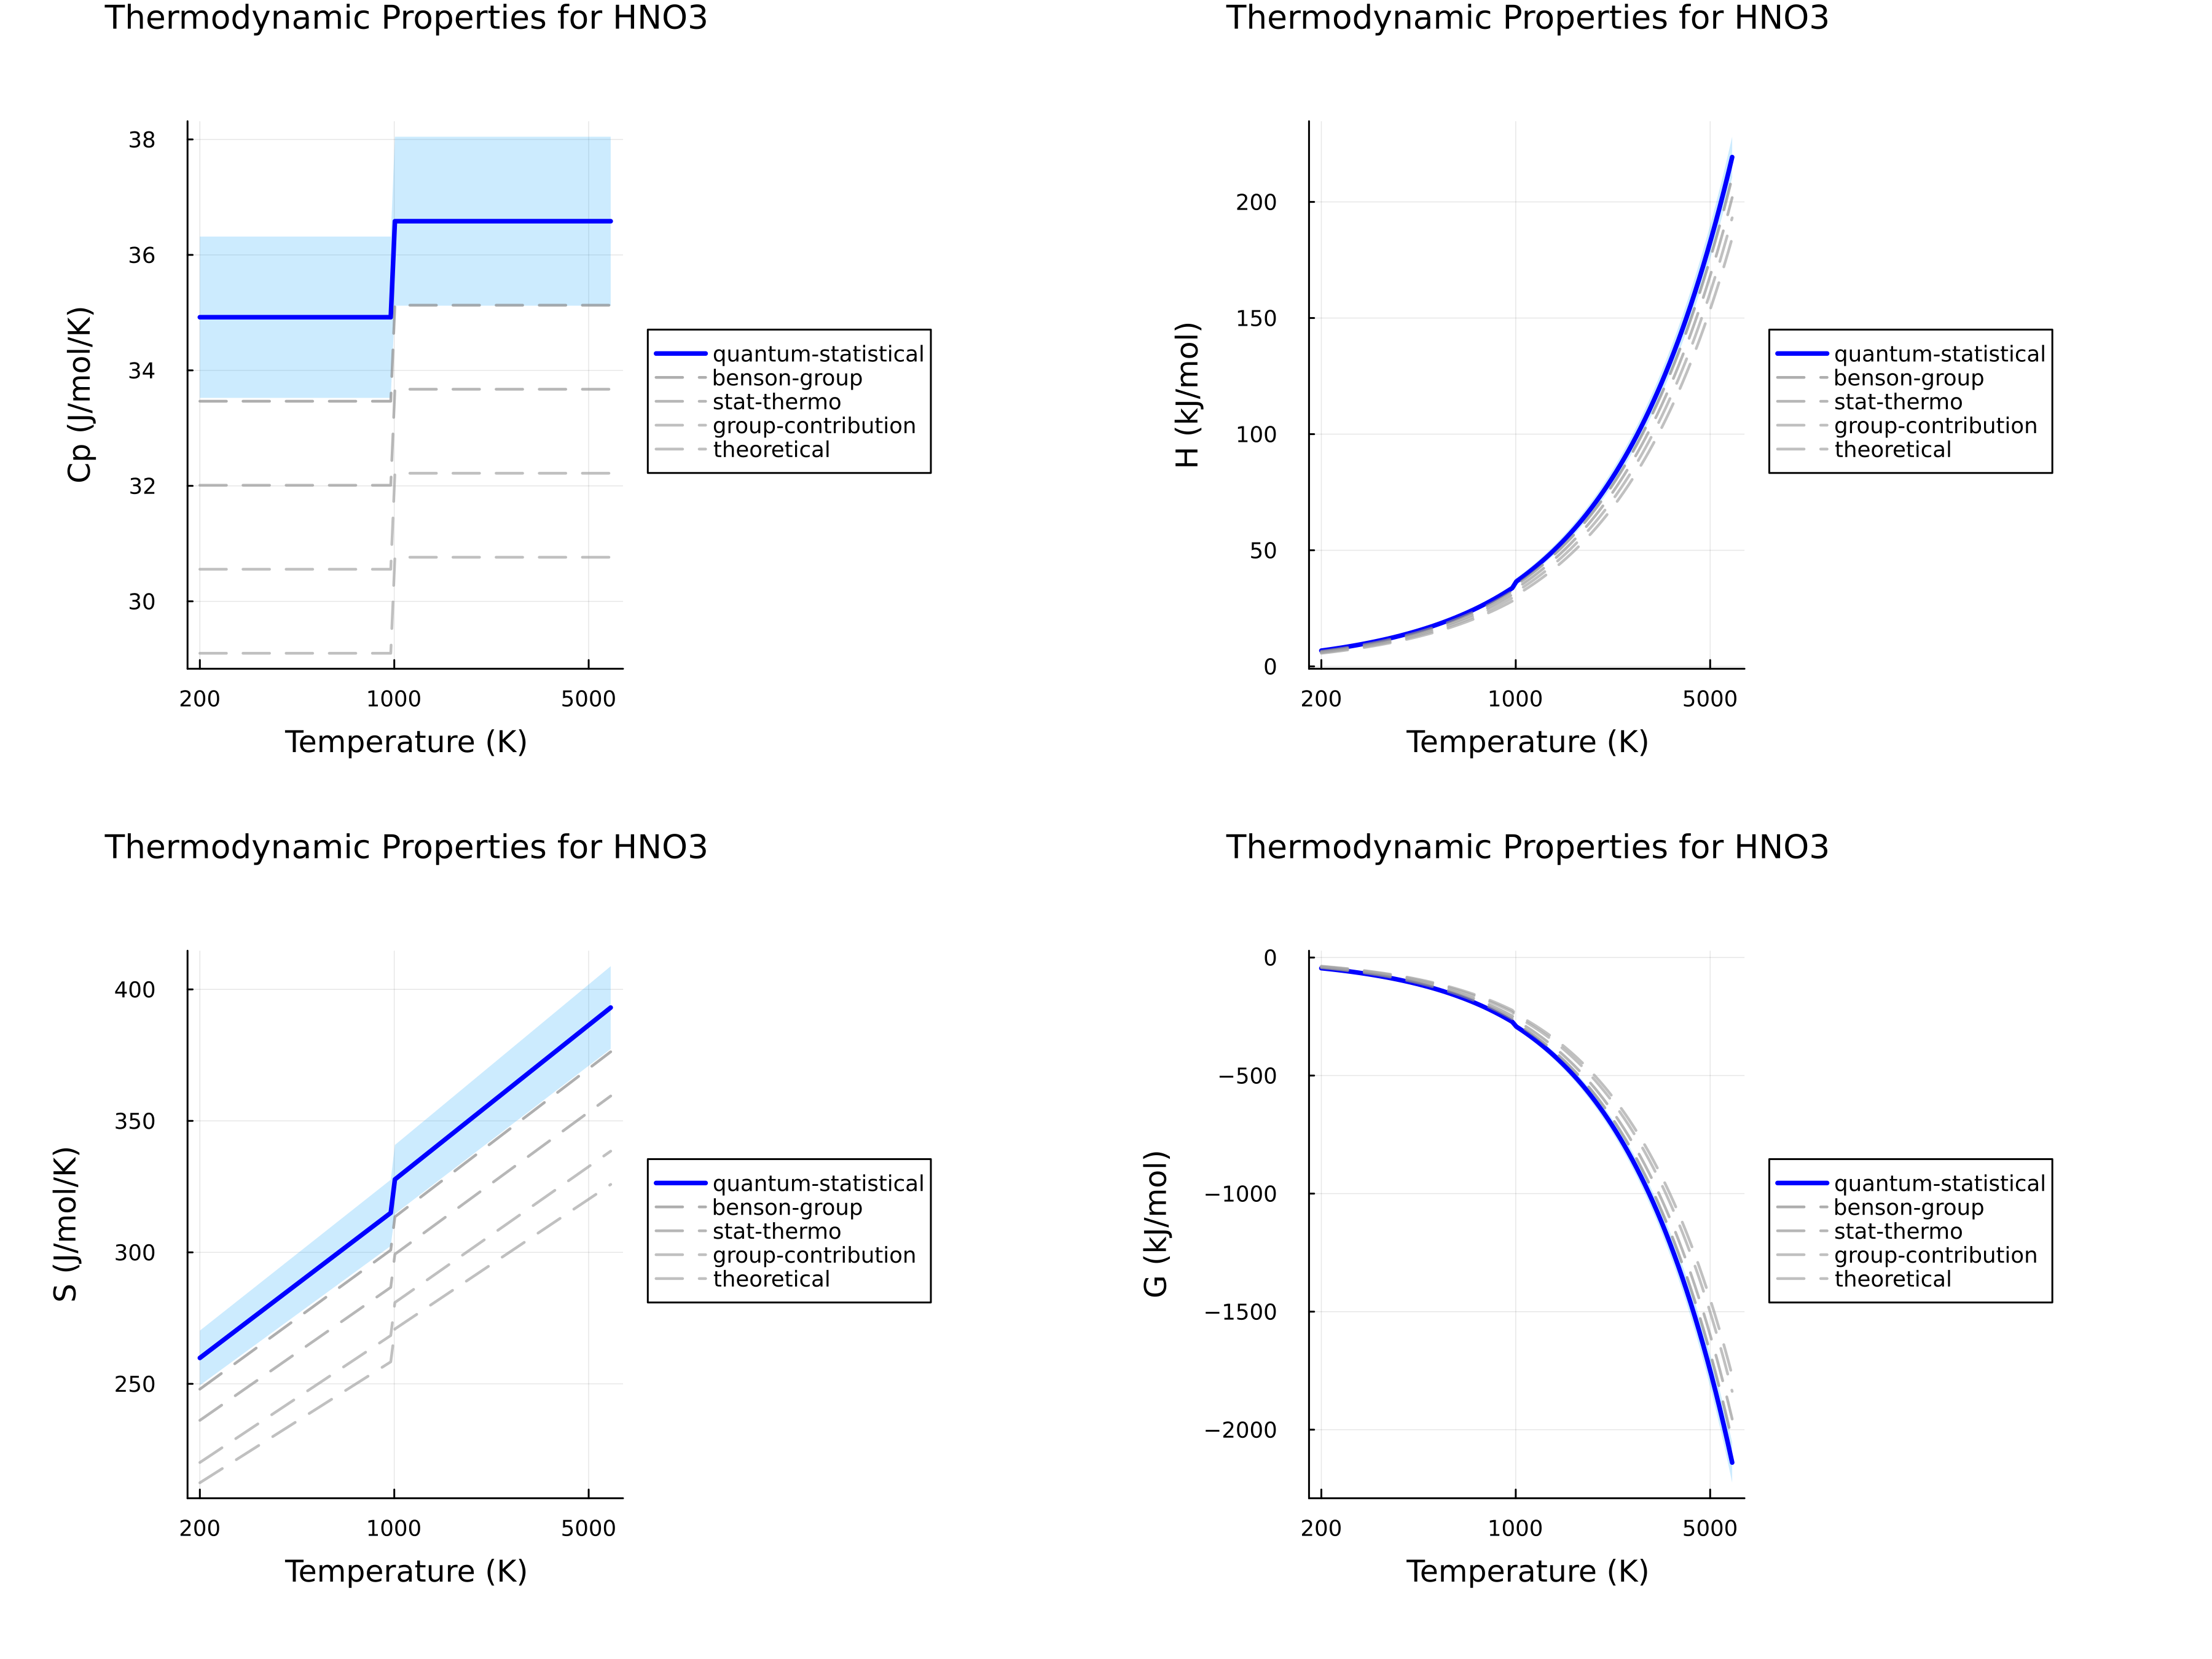 Thermodynamic Properties for HNO3
Cp (J/mol/K)
38
36
34
32
30
200
1000
5000
Temperature (K)
quantum-statistical
benson-group
stat-thermo
group-contribution
theoretical
Thermodynamic Properties for HNO3
H (kJ/mol)
200
150
100
50
0
200
1000
5000
Temperature (K)
quantum-statistical
benson-group
stat-thermo
group-contribution
theoretical
Thermodynamic Properties for HNO3
S (J/mol/K)
400
350
300
250
200
1000
5000
Temperature (K)
quantum-statistical
benson-group
stat-thermo
group-contribution
theoretical
Thermodynamic Properties for HNO3
G (kJ/mol)
0
−500
−1000
−1500
−2000
200
1000
5000
Temperature (K)
quantum-statistical
benson-group
stat-thermo
group-contribution
theoretical